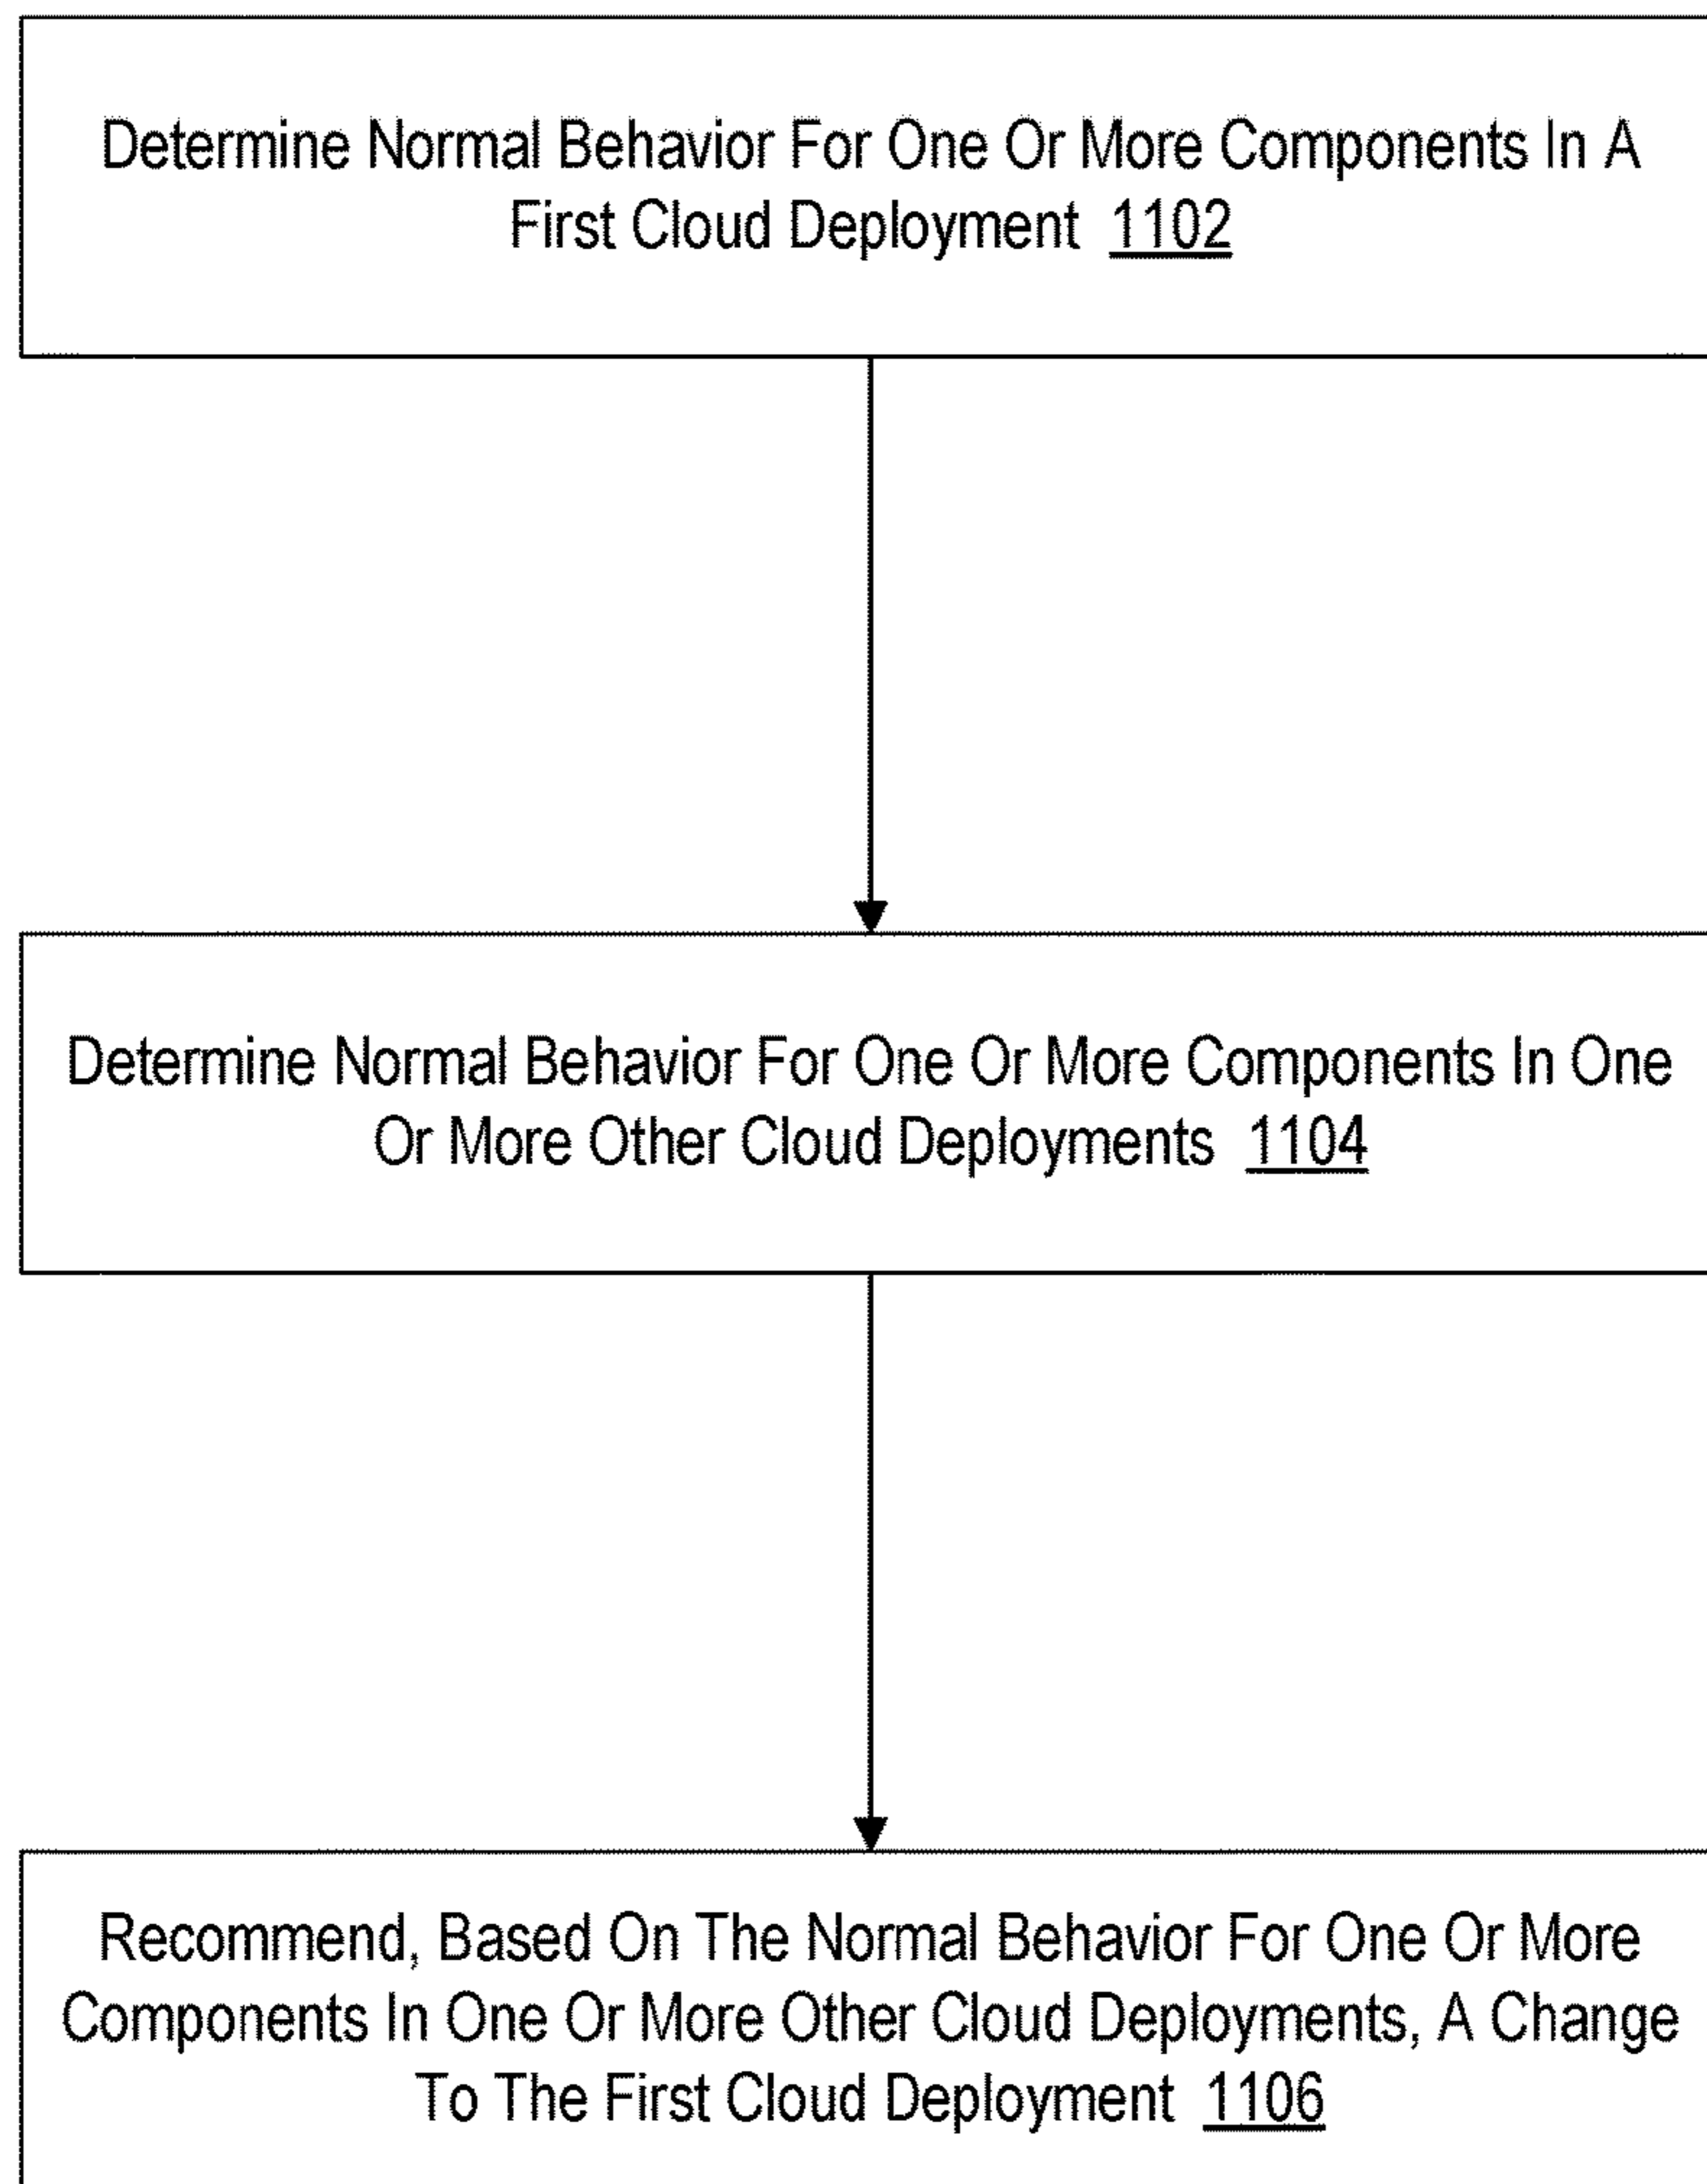 Determine Normal Behavior For One Or More Components In A
First Cloud Deployment 1102
Determine Normal Behavior For One Or More Components In One
Or More Other Cloud Deployments 1104
Recommend, Based On The Normal Behavior For One Or More
Components In One Or More Other Cloud Deployments, A Change
To The First Cloud Deployment 1106